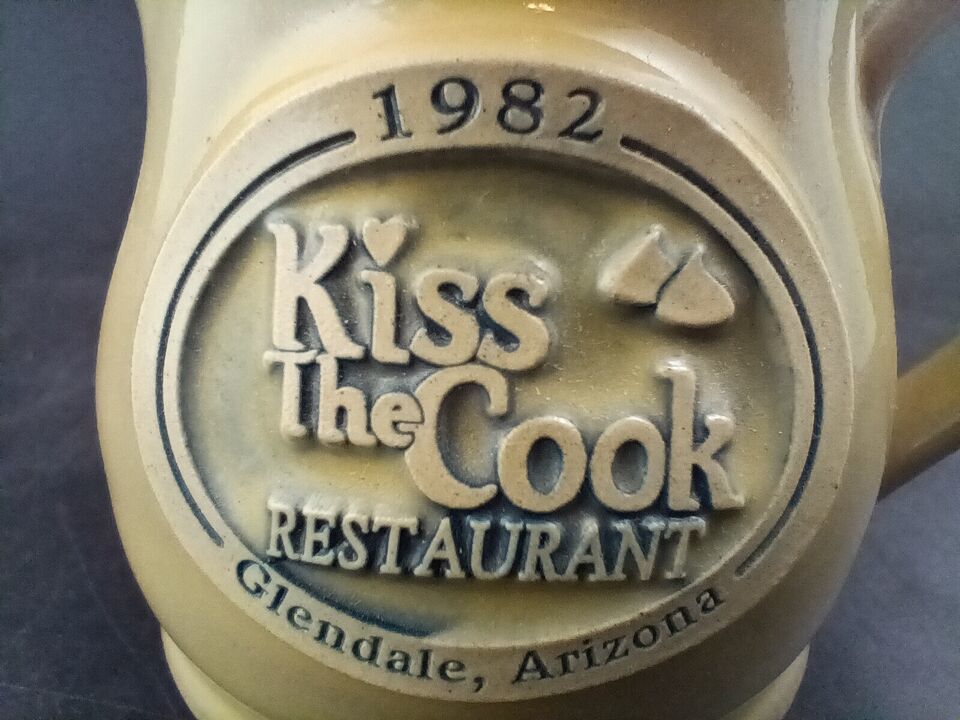 1982
Kiss
The Cook
RESTAURANT
Glendale, Arizona